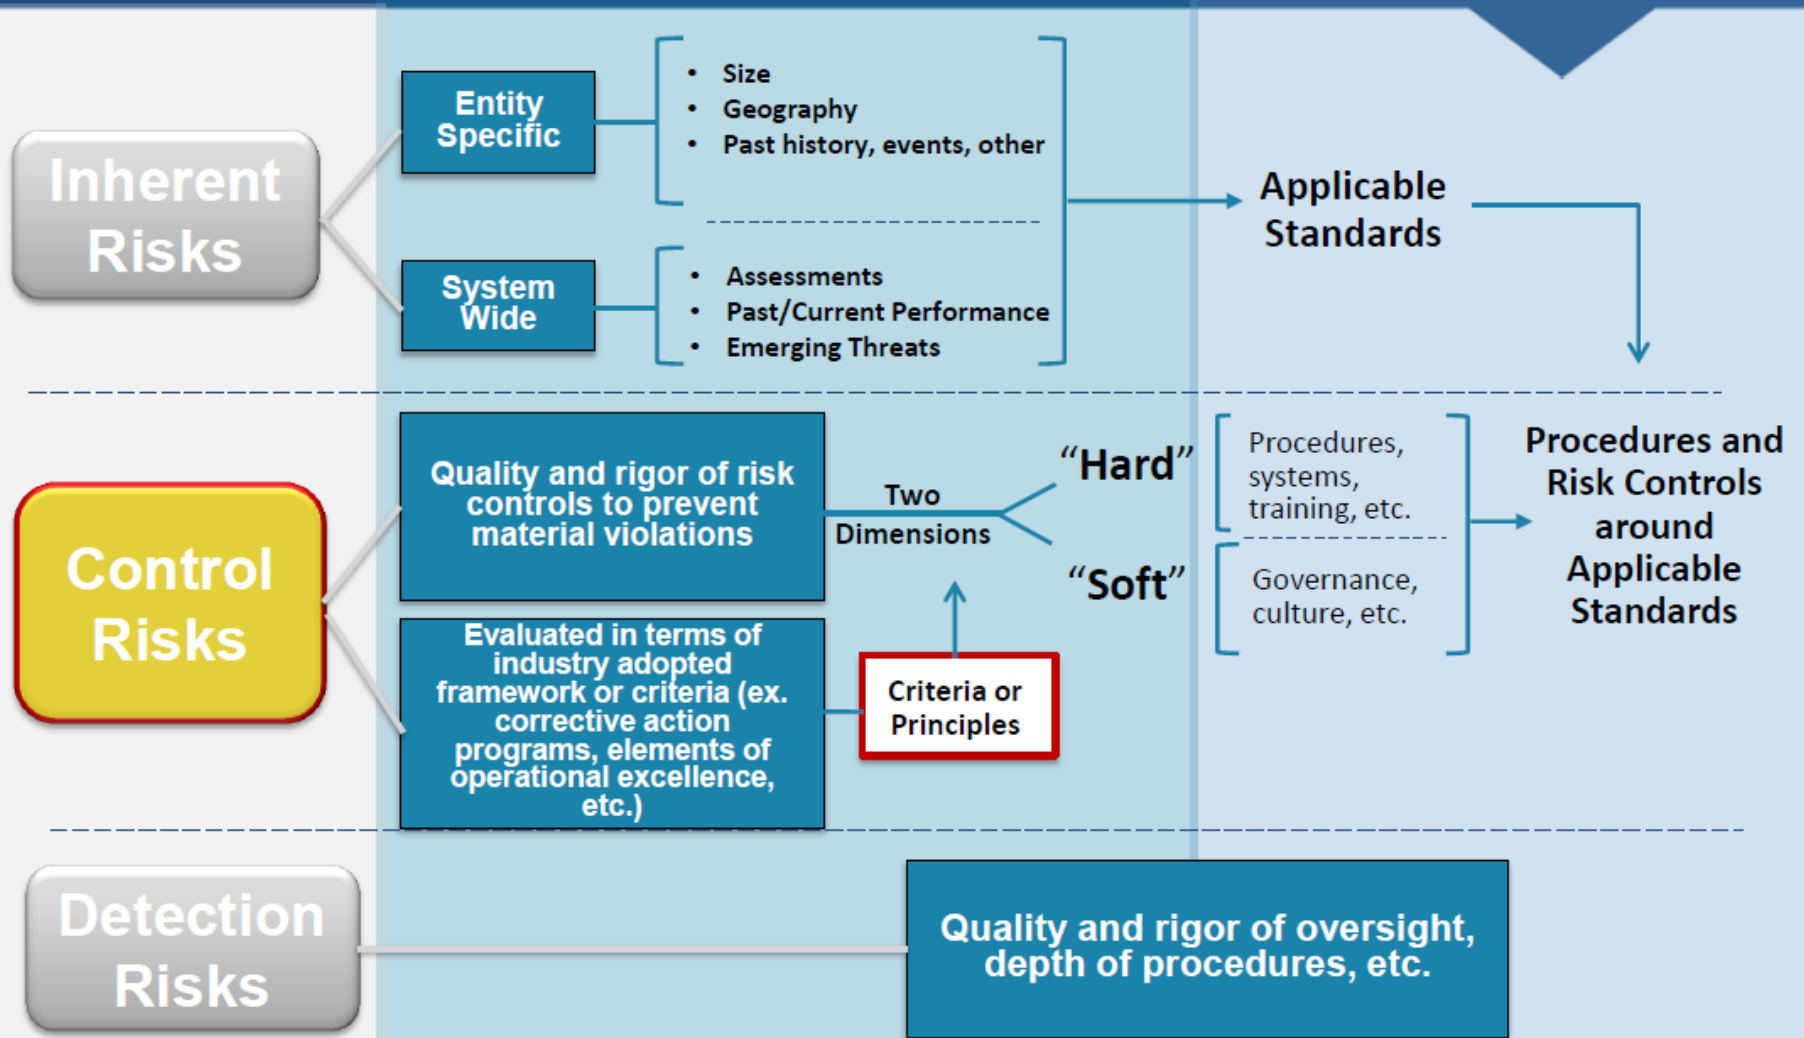 Inherent
Risks
Entity
Specific
• Size
• Geography
• Past history, events, other
System
Wide
• Assessments
• Past/Current Performance
• Emerging Threats
Applicable
Standards
Control
Risks
Quality and rigor of risk
controls to prevent
material violations
Two
Dimensions
“Hard”
“Soft”
Procedures,
systems,
training, etc.
Governance,
culture, etc.
Procedures and
Risk Controls
around
Applicable
Standards
Evaluated in terms of
industry adopted
framework or criteria (ex.
corrective action
programs, elements of
operational excellence,
etc.)
Criteria or
Principles
Detection
Risks
Quality and rigor of oversight,
depth of procedures, etc.